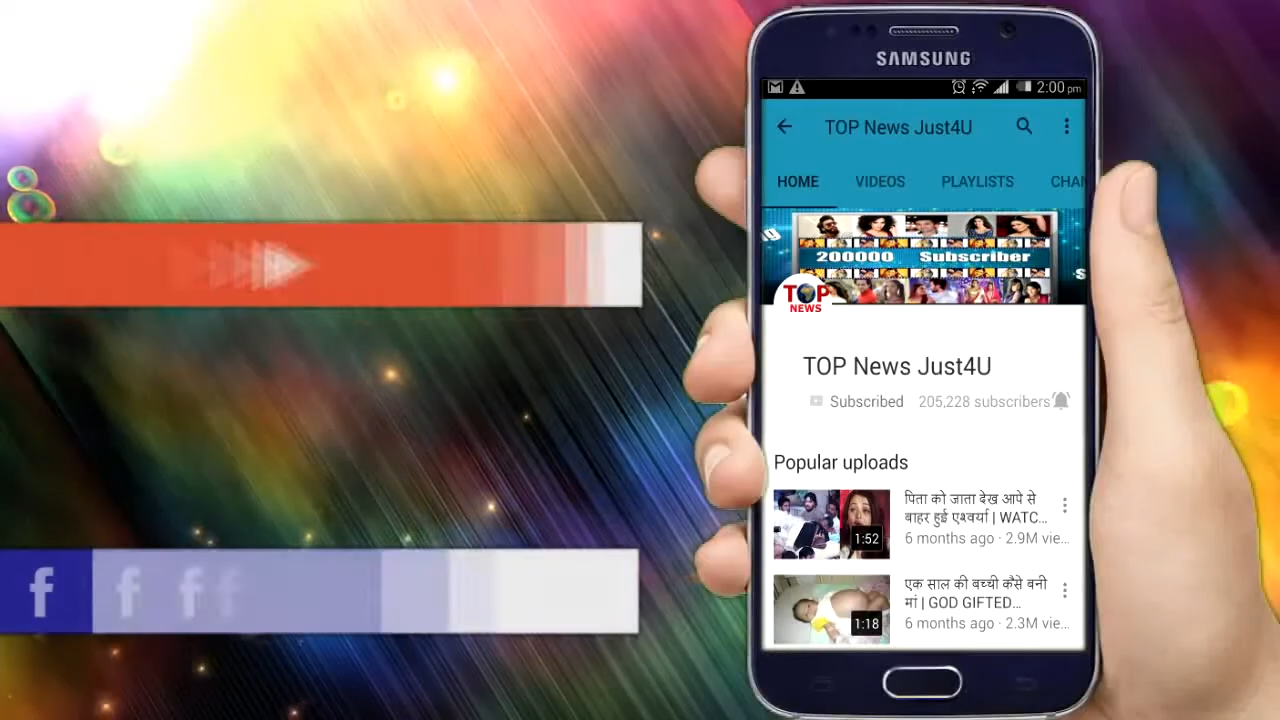 SAMSUNG
2:00 pm
TOP News Just4U
HOME VIDEOS PLAYLISTS CHAN
200000 Subscriber
TOP
NEWS
TOP News Just4U
Subscribed 205,228 subscribers
Popular uploads
पिता को जाता देख आपे से
बाहर हुई एश्वर्या | WATC...
1:52
6 months ago · 2.9M vie...
एक साल की बच्ची कैसे बनी
मां | GOD GIFTED...
1:18
6 months ago · 2.3M vie...
f f f f